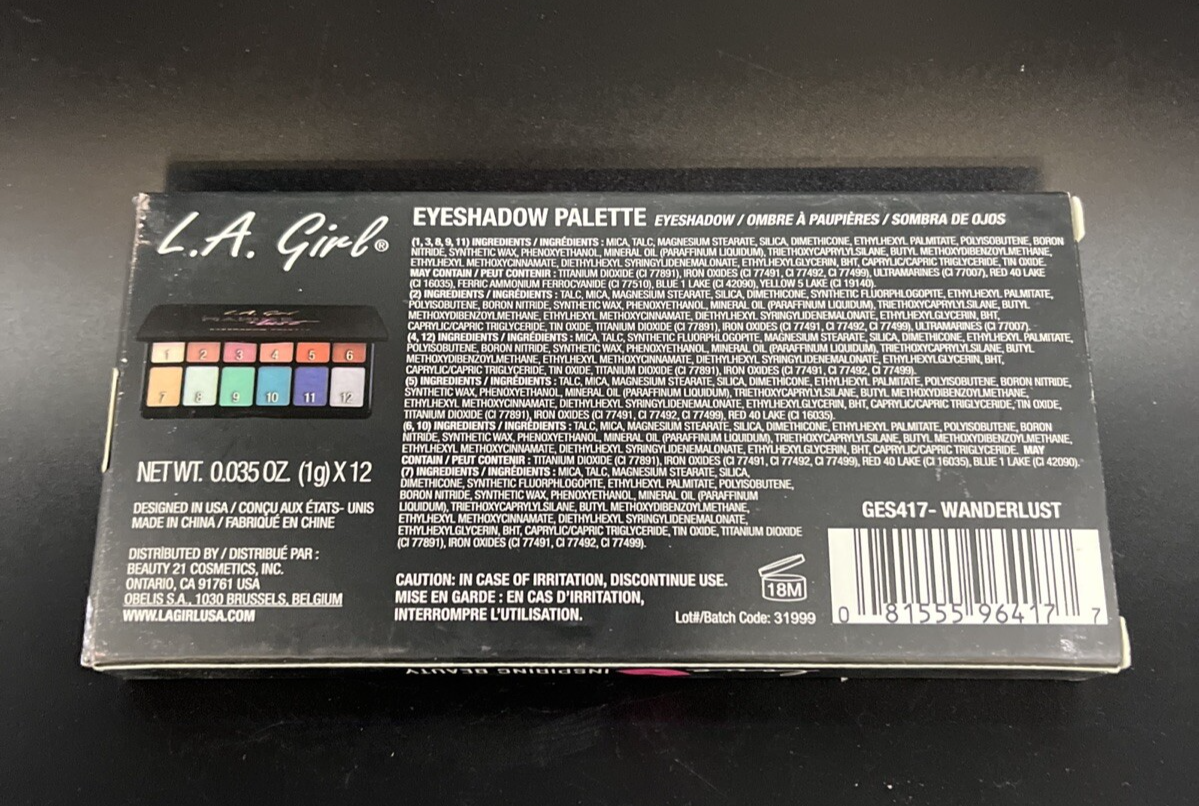 L.A. Girl®
L.A. Girl
1 2 3 4 5 6
7 8 9 10 11 12
NET WT. 0.035 OZ. (1g) X 12
DESIGNED IN USA / CONÇU AUX ÉTATS- UNIS
MADE IN CHINA / FABRIQUÉ EN CHINE
DISTRIBUTED BY / DISTRIBUÉ PAR :
BEAUTY 21 COSMETICS, INC.
ONTARIO, CA 91761 USA
OBELIS S.A., 1030 BRUSSELS, BELGIUM
WWW.LAGIRLUSA.COM
EYESHADOW PALETTE EYESHADOW / OMBRE À PAUPIÈRES / SOMBRA DE OJOS
(1, 3, 8, 9, 11) INGREDIENTS / INGRÉDIENTS : MICA, TALC, MAGNESIUM STEARATE, SILICA, DIMETHICONE, ETHYLHEXYL PALMITATE, POLYISOBUTENE, BORON
NITRIDE, SYNTHETIC WAX, PHENOXYETHANOL, MINERAL OIL (PARAFFINUM LIQUIDUM), TRIETHOXYCAPRYLYLSILANE, BUTYL METHOXYDIBENZOYLMETHANE,
ETHYLHEXYL METHOXYCINNAMATE, DIETHYLHEXYL SYRINGYLIDENEMALONATE, ETHYLHEXYLGLYCERIN, BHT, CAPRYLIC/CAPRIC TRIGLYCERIDE, TIN OXIDE.
MAY CONTAIN / PEUT CONTENIR : TITANIUM DIOXIDE (CI 77891), IRON OXIDES (CI 77491, CI 77492, CI 77499), ULTRAMARINES (CI 77007), RED 40 LAKE
(CI 16035), FERRIC AMMONIUM FERROCYANIDE (CI 77510), BLUE 1 LAKE (CI 42090), YELLOW 5 LAKE (CI 19140).
(2) INGREDIENTS / INGRÉDIENTS : TALC, MICA, MAGNESIUM STEARATE, SILICA, DIMETHICONE, SYNTHETIC FLUORPHLOGOPITE, ETHYLHEXYL PALMITATE,
POLYISOBUTENE, BORON NITRIDE, SYNTHETIC WAX, PHENOXYETHANOL, MINERAL OIL (PARAFFINUM LIQUIDUM), TRIETHOXYCAPRYLYLSILANE, BUTYL
METHOXYDIBENZOYLMETHANE, ETHYLHEXYL METHOXYCINNAMATE, DIETHYLHEXYL SYRINGYLIDENEMALONATE, ETHYLHEXYLGLYCERIN, BHT,
CAPRYLIC/CAPRIC TRIGLYCERIDE, TIN OXIDE, TITANIUM DIOXIDE (CI 77891), IRON OXIDES (CI 77491, CI 77492, CI 77499), ULTRAMARINES (CI 77007).
(4, 12) INGREDIENTS / INGRÉDIENTS : MICA, TALC, SYNTHETIC FLUORPHLOGOPITE, MAGNESIUM STEARATE, SILICA, DIMETHICONE, ETHYLHEXYL PALMITATE,
POLYISOBUTENE, BORON NITRIDE, SYNTHETIC WAX, PHENOXYETHANOL, MINERAL OIL (PARAFFINUM LIQUIDUM), TRIETHOXYCAPRYLYLSILANE, BUTYL
METHOXYDIBENZOYLMETHANE, ETHYLHEXYL METHOXYCINNAMATE, DIETHYLHEXYL SYRINGYLIDENEMALONATE, ETHYLHEXYLGLYCERIN, BHT,
CAPRYLIC/CAPRIC TRIGLYCERIDE, TIN OXIDE, TITANIUM DIOXIDE (CI 77891), IRON OXIDES (CI 77491, CI 77492, CI 77499).
(5) INGREDIENTS / INGRÉDIENTS : TALC, MICA, MAGNESIUM STEARATE, SILICA, DIMETHICONE, ETHYLHEXYL PALMITATE, POLYISOBUTENE, BORON NITRIDE,
SYNTHETIC WAX, PHENOXYETHANOL, MINERAL OIL (PARAFFINUM LIQUIDUM), TRIETHOXYCAPRYLYLSILANE, BUTYL METHOXYDIBENZOYLMETHANE,
ETHYLHEXYL METHOXYCINNAMATE, DIETHYLHEXYL SYRINGYLIDENEMALONATE, ETHYLHEXYLGLYCERIN, BHT, CAPRYLIC/CAPRIC TRIGLYCERIDE, TIN OXIDE,
TITANIUM DIOXIDE (CI 77891), IRON OXIDES (CI 77491, CI 77492, CI 77499), RED 40 LAKE (CI 16035).
(6, 10) INGREDIENTS / INGRÉDIENTS : TALC, MICA, MAGNESIUM STEARATE, SILICA, DIMETHICONE, ETHYLHEXYL PALMITATE, POLYISOBUTENE, BORON
NITRIDE, SYNTHETIC WAX, PHENOXYETHANOL, MINERAL OIL (PARAFFINUM LIQUIDUM), TRIETHOXYCAPRYLYLSILANE, BUTYL METHOXYDIBENZOYLMETHANE,
ETHYLHEXYL METHOXYCINNAMATE, DIETHYLHEXYL SYRINGYLIDENEMALONATE, ETHYLHEXYLGLYCERIN, BHT, CAPRYLIC/CAPRIC TRIGLYCERIDE. MAY
CONTAIN / PEUT CONTENIR : TITANIUM DIOXIDE (CI 77891), IRON OXIDES (CI 77491, CI 77492, CI 77499), RED 40 LAKE (CI 16035), BLUE 1 LAKE (CI 42090).
(7) INGREDIENTS / INGRÉDIENTS : MICA, TALC, MAGNESIUM STEARATE, SILICA,
DIMETHICONE, SYNTHETIC FLUORPHLOGOPITE, ETHYLHEXYL PALMITATE, POLYISOBUTENE,
BORON NITRIDE, SYNTHETIC WAX, PHENOXYETHANOL, MINERAL OIL (PARAFFINUM
LIQUIDUM), TRIETHOXYCAPRYLYLSILANE, BUTYL METHOXYDIBENZOYLMETHANE,
ETHYLHEXYL METHOXYCINNAMATE, DIETHYLHEXYL SYRINGYLIDENEMALONATE,
ETHYLHEXYLGLYCERIN, BHT, CAPRYLIC/CAPRIC TRIGLYCERIDE, TIN OXIDE, TITANIUM DIOXIDE
(CI 77891), IRON OXIDES (CI 77491, CI 77492, CI 77499).
CAUTION: IN CASE OF IRRITATION, DISCONTINUE USE.
MISE EN GARDE : EN CAS D'IRRITATION,
INTERROMPRE L'UTILISATION.
18M
Lot#/Batch Code: 31999
GES417- WANDERLUST
0 81555 96417 7
INSPIRING BEAUTY